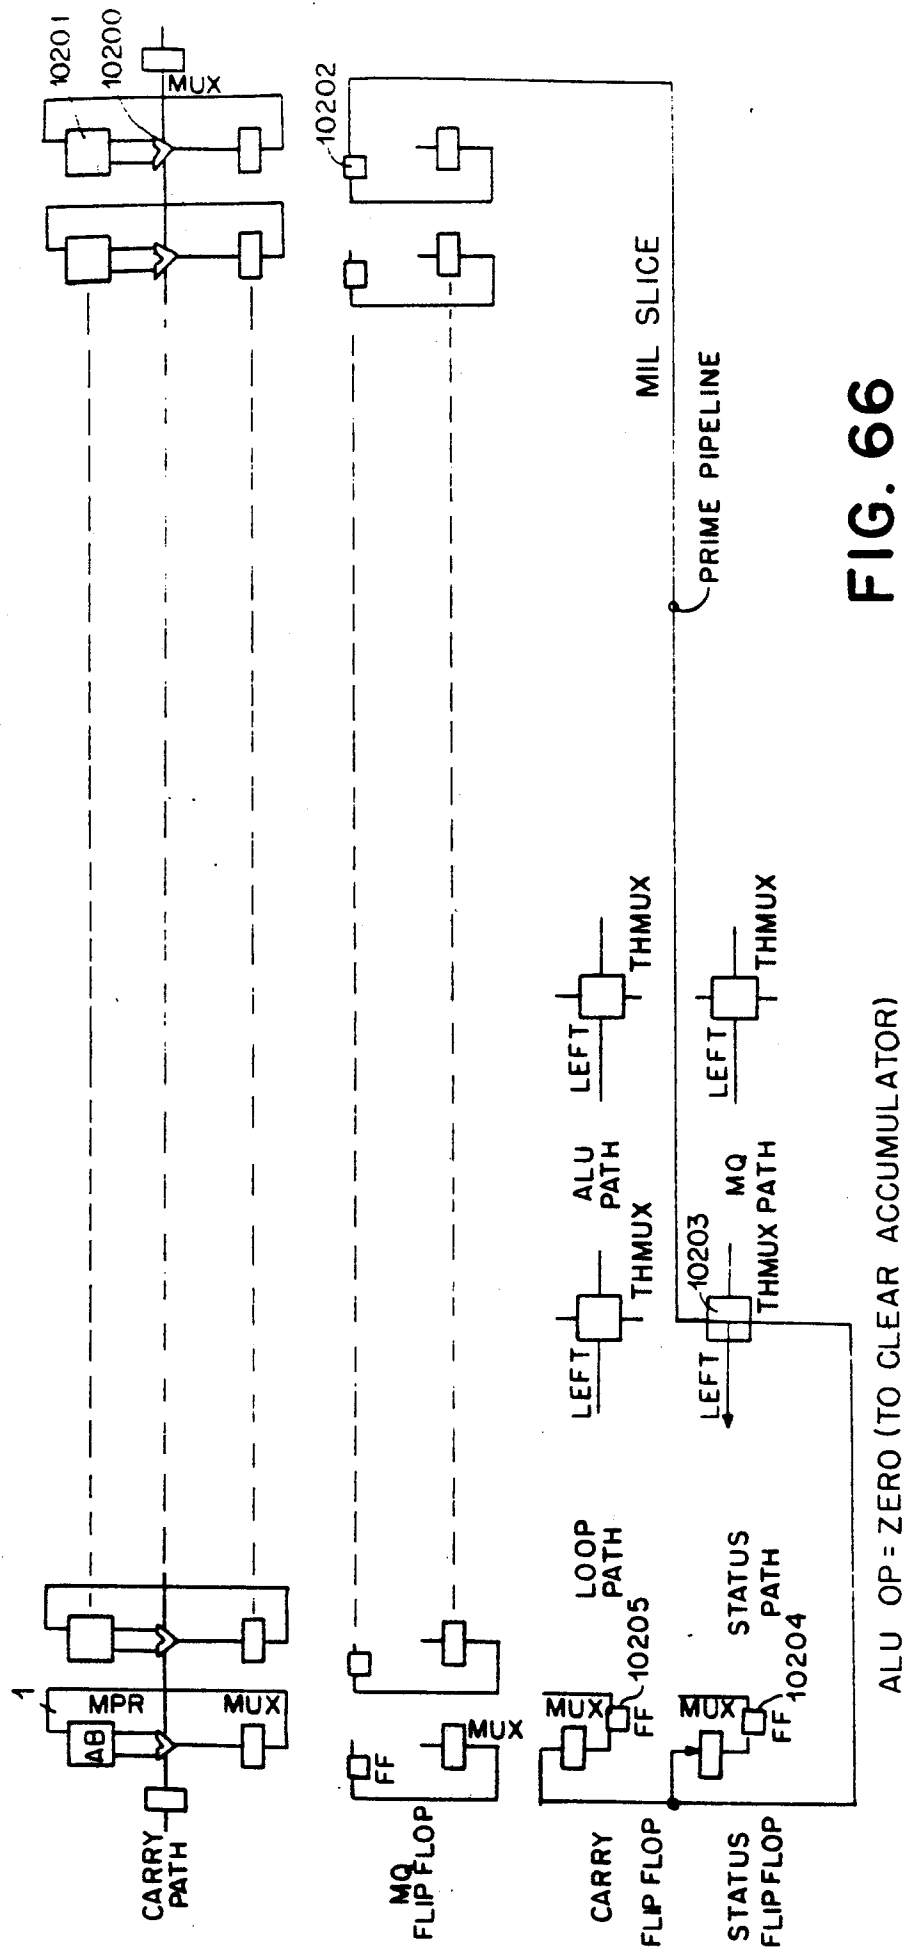 CARRY
PATH
1
MPR
AB
MUX
10201
10200
MUX
MQ
FLIP FLOP
FF
MUX
10202
CARRY
FLIP FLOP
MUX
FF
10205
LOOP
PATH
LEFT
THMUX
ALU
PATH
LEFT
THMUX
MIL SLICE
PRIME PIPELINE
STATUS
FLIP FLOP
MUX
FF
10204
STATUS
PATH
LEFT
10203
THMUX
MQ
PATH
LEFT
THMUX
ALU OP = ZERO (TO CLEAR ACCUMULATOR)
FIG. 66